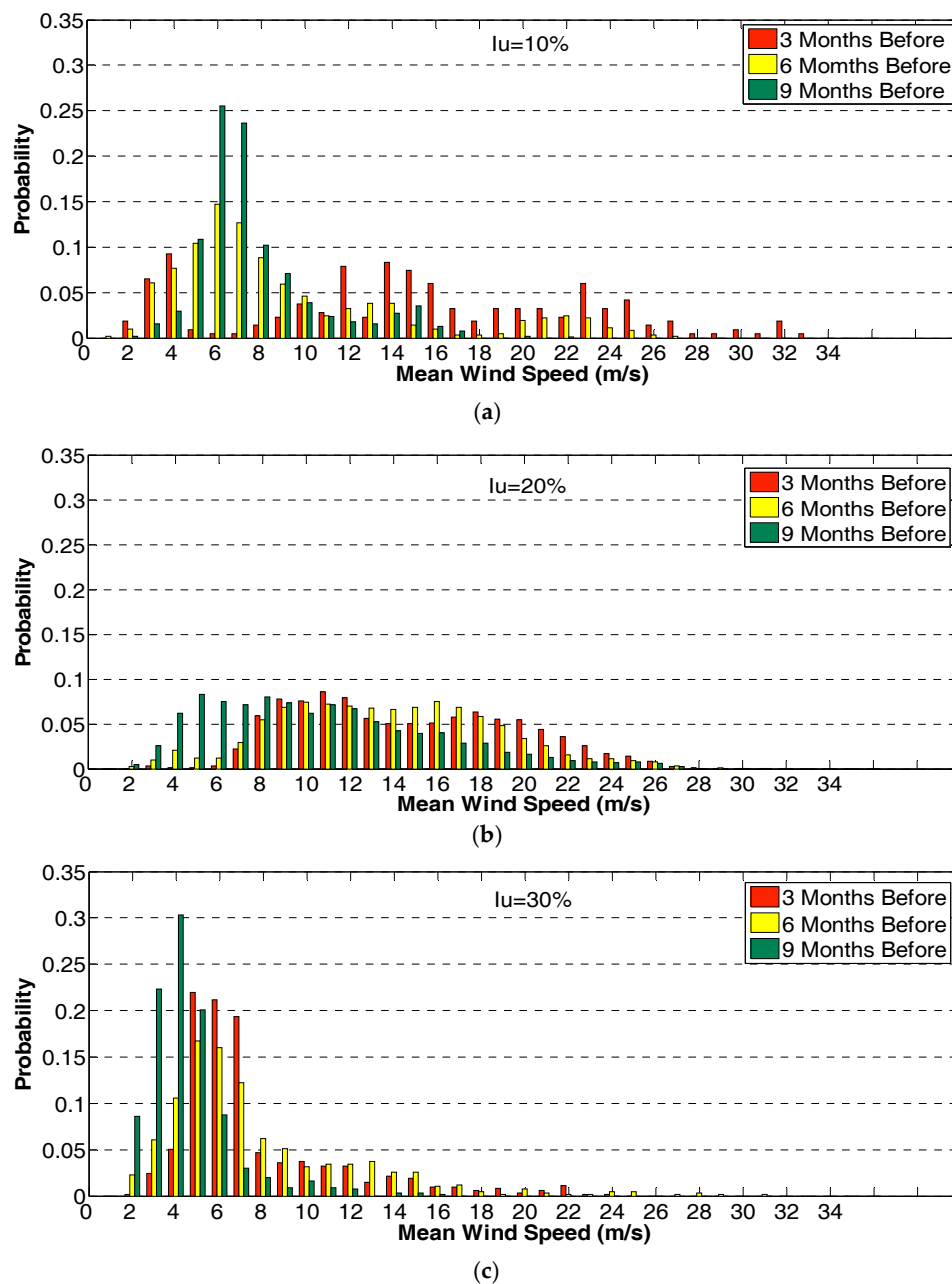 Iu=10%
3 Months Before
6 Momths Before
9 Months Before
0.35
0.3
0.25
0.2
0.15
0.1
0.05
0
Probability
0 2 4 6 8 10 12 14 16 18 20 22 24 26 28 30 32 34
Mean Wind Speed (m/s)
(a)
Iu=20%
3 Months Before
6 Months Before
9 Months Before
0.35
0.3
0.25
0.2
0.15
0.1
0.05
0
Probability
0 2 4 6 8 10 12 14 16 18 20 22 24 26 28 30 32 34
Mean Wind Speed (m/s)
(b)
Iu=30%
3 Months Before
6 Months Before
9 Months Before
0.35
0.3
0.25
0.2
0.15
0.1
0.05
0
Probability
0 2 4 6 8 10 12 14 16 18 20 22 24 26 28 30 32 34
Mean Wind Speed (m/s)
(c)